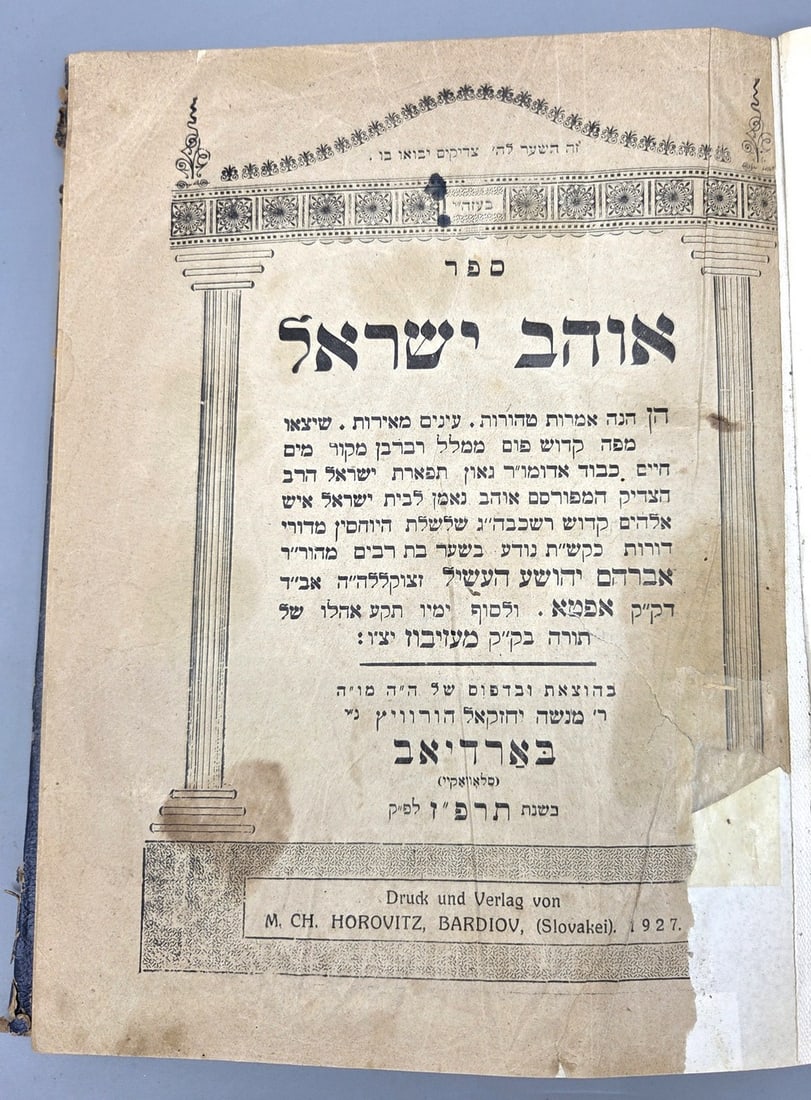 זה השער לה׳ צדיקים יבואו בו .
בעזה״י
ספר
אוהב ישראל
הן הנה אמרות טהורות . עינים מאירות . שיצאו
מפה קדוש פום ממלל רברבן מקור מים
חיים . כבוד אדומו״ר גאון תפארת ישראל הרב
הצדיק המפורסם אוהב נאמן לבית ישראל איש
אלהים קדוש רשכבה״ג שלשלת היוחסין מדורי
דורות כקש״ת נודע בשער בת רבים מהור״ר
אברהם יהושע העשיל זצוקללה״ה אב״ד
דק״ק אפטא . ולסוף ימיו תקע אהלו של
תורה בק״ק מעזיבוז יצ״ו :
בהוצאת ובדפוס של ה״ה מו״ה
ר׳ מנשה יחזקאל הורוויץ נ״י
בּאַרדיאב
(סלאוואקיי)
בשנת תרפ״ז לפ״ק
Druck und Verlag von
M. CH. HOROVITZ, BARDIOV, (Slovakei). 1927.